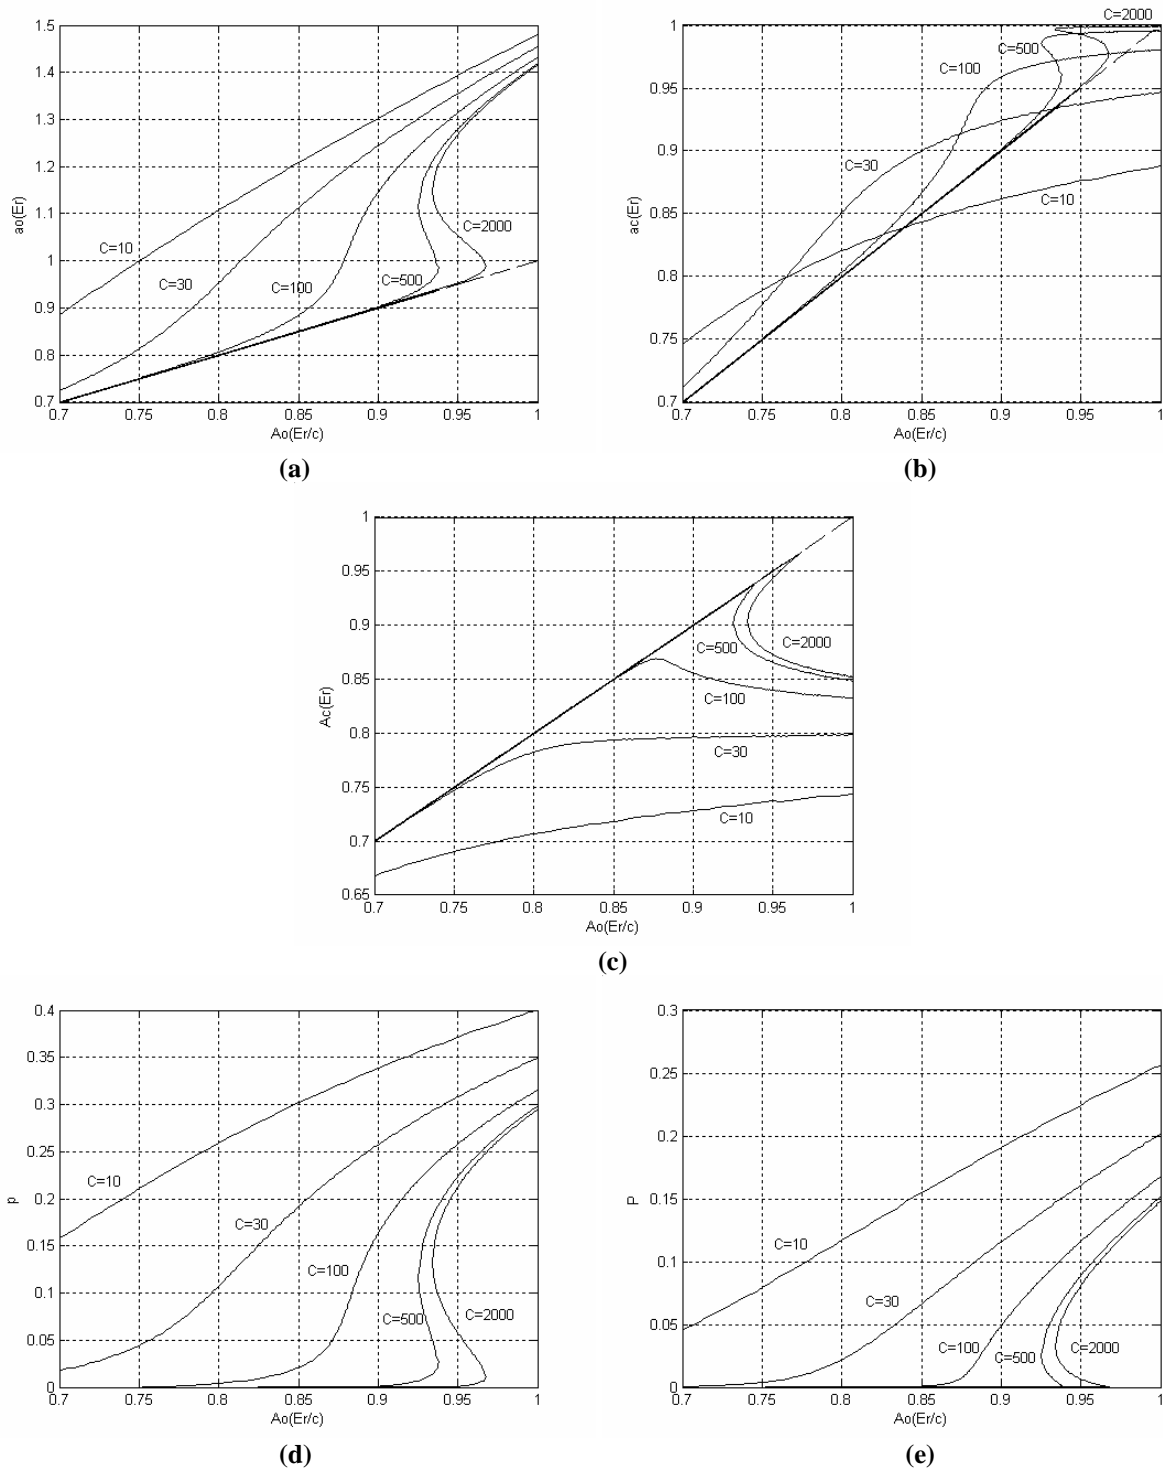 1.5
1.4
1.3
1.2
1.1
1
0.9
0.8
0.7
ao(Er)
C=10
C=30
C=100
C=500
C=2000
0.7 0.75 0.8 0.85 0.9 0.95 1
Ao(Er/c)
(a)
1
0.95
0.9
0.85
0.8
0.75
0.7
ac(Er)
C=2000
C=500
C=100
C=30
C=10
0.7 0.75 0.8 0.85 0.9 0.95 1
Ao(Er/c)
(b)
1
0.95
0.9
0.85
0.8
0.75
0.7
0.65
Ac(Er)
C=500
C=2000
C=100
C=30
C=10
0.7 0.75 0.8 0.85 0.9 0.95 1
Ao(Er/c)
(c)
0.4
0.35
0.3
0.25
0.2
0.15
0.1
0.05
0
p
C=10
C=30
C=100
C=500
C=2000
0.7 0.75 0.8 0.85 0.9 0.95 1
Ao(Er/c)
(d)
0.3
0.25
0.2
0.15
0.1
0.05
0
P
C=10
C=30
C=100
C=500
C=2000
0.7 0.75 0.8 0.85 0.9 0.95 1
Ao(Er/c)
(e)